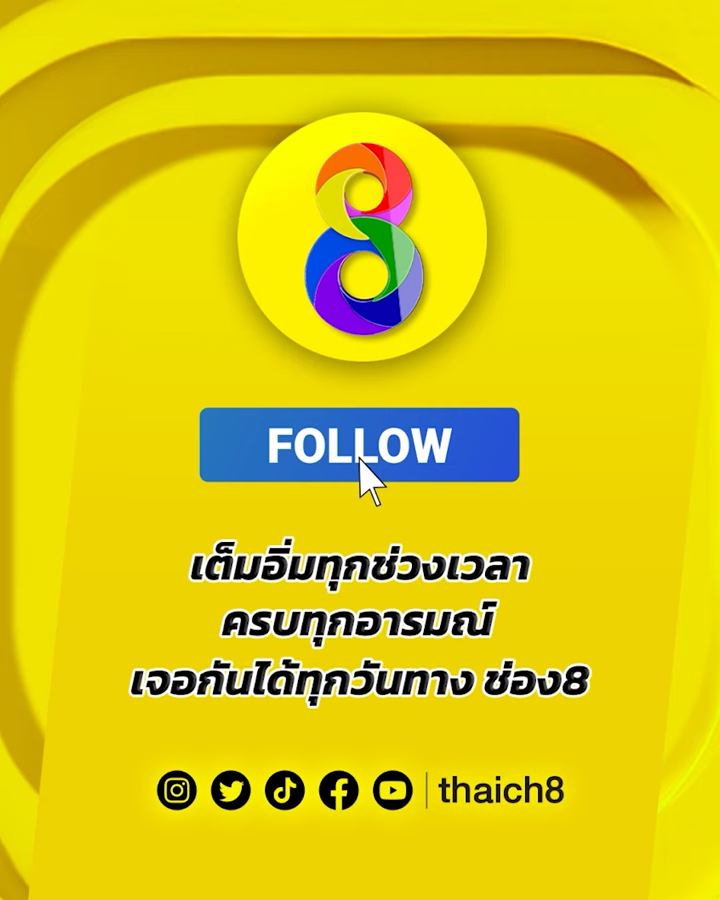 8
FOLLOW
เต็มอิ่มทุกช่วงเวลา
ครบทุกอารมณ์
เจอกันได้ทุกวันทาง ช่อง8
thaich8